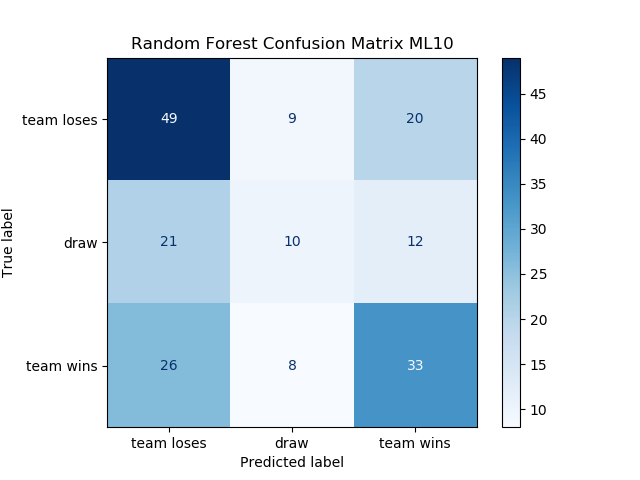 Random Forest Confusion Matrix ML10
True label
team loses
49 9 20
draw
21 10 12
team wins
26 8 33
team loses draw team wins
Predicted label
45
40
35
30
25
20
15
10